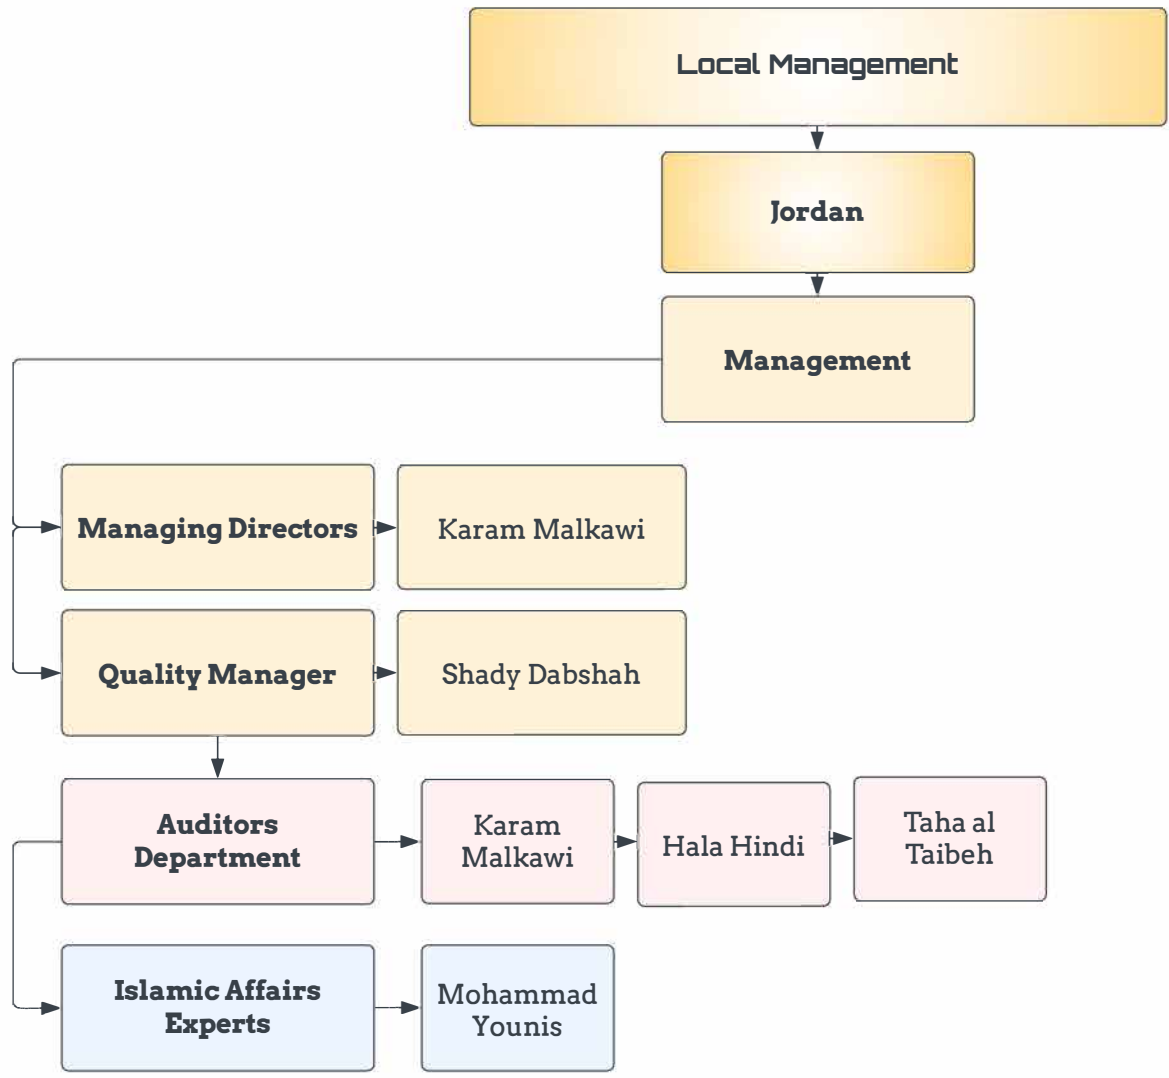 Local Management
Jordan
Management
Managing Directors
Karam Malkawi
Quality Manager
Shady Dabshah
Auditors
Department
Karam
Malkawi
Hala Hindi
Taha al
Taibeh
Islamic Affairs
Experts
Mohammad
Younis